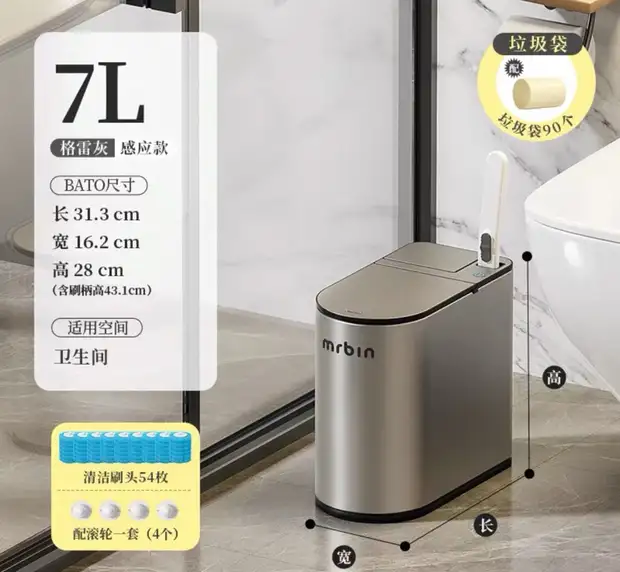 7L
格雷灰 感应款
BATO尺寸
长 31.3 cm
宽 16.2 cm
高 28 cm
(含刷柄高43.1cm)
适用空间
卫生间
清洁刷头54枚
配滚轮一套（4个）
垃圾袋
配
垃圾袋90个
mrbin
高
长
宽